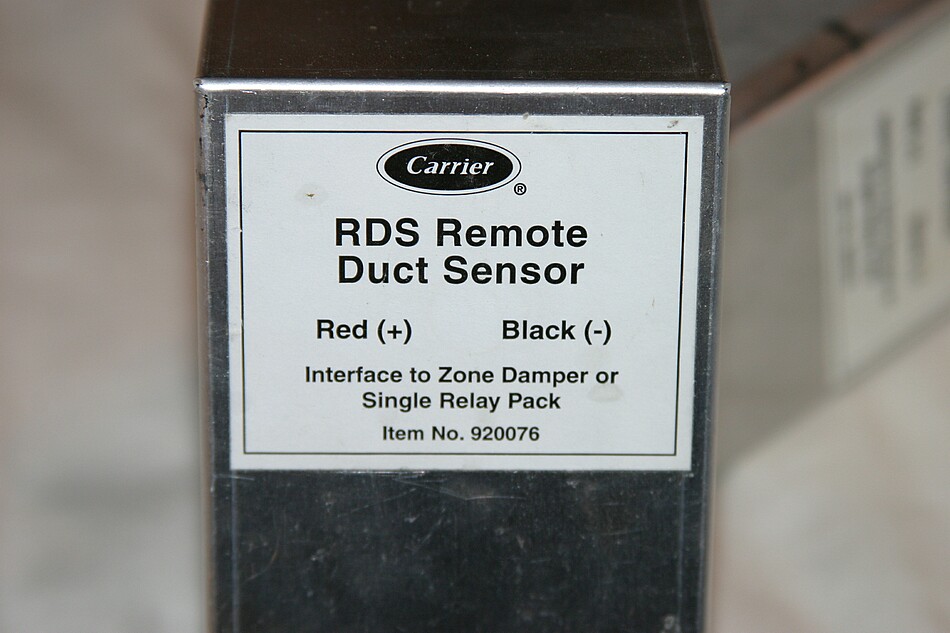 Carrier
®
RDS Remote
Duct Sensor
Red (+) Black (-)
Interface to Zone Damper or
Single Relay Pack
Item No. 920076